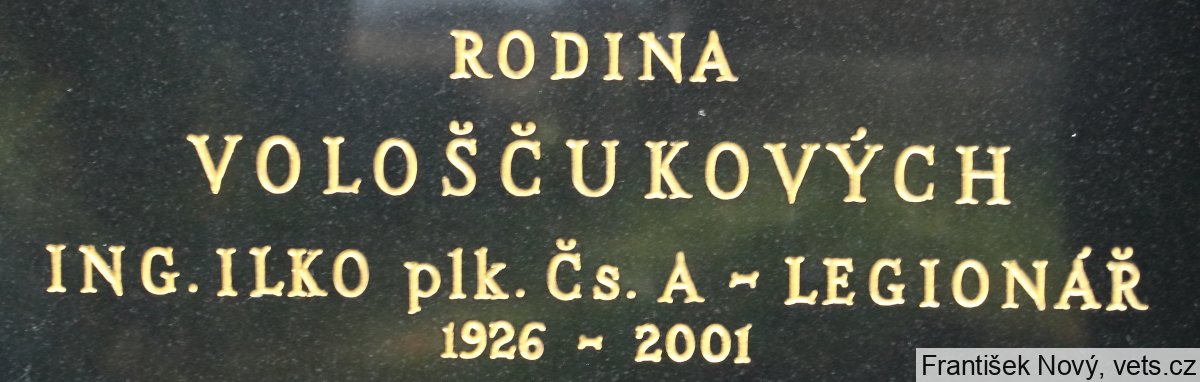 RODINA
VOLOŠČUKOVÝCH
ING. ILKO plk. Čs. A - LEGIONÁŘ
1926 - 2001
František Nový, vets.cz